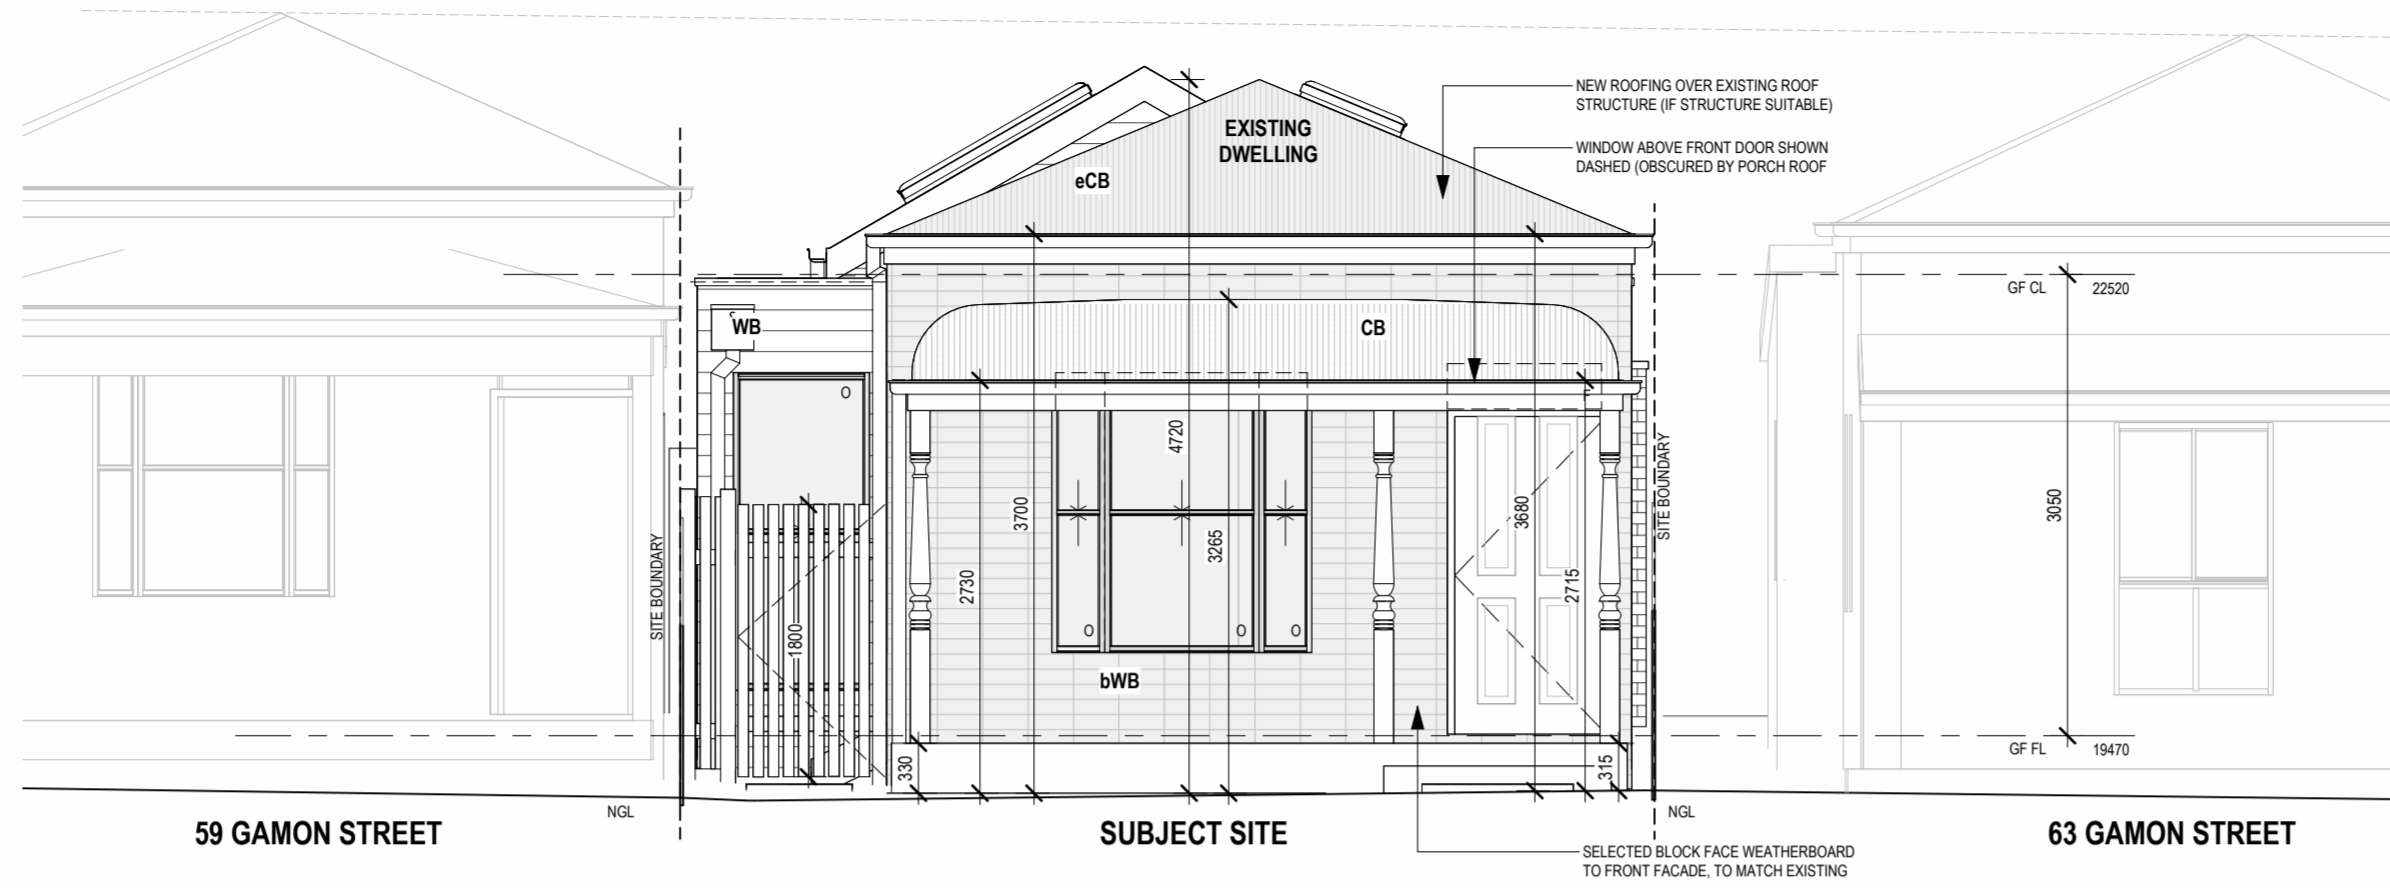 NEW ROOFING OVER EXISTING ROOF
STRUCTURE (IF STRUCTURE SUITABLE)
EXISTING
DWELLING
WINDOW ABOVE FRONT DOOR SHOWN
DASHED (OBSCURED BY PORCH ROOF
eCB
GF CL
22520
WB
CB
O
F
4720
3700
3265
3680
3050
SITE BOUNDARY
SITE BOUNDARY
2730
2715
1800
O
O
O
bWB
330
315
GF FL
19470
NGL
NGL
59 GAMON STREET
SUBJECT SITE
63 GAMON STREET
SELECTED BLOCK FACE WEATHERBOARD
TO FRONT FACADE, TO MATCH EXISTING